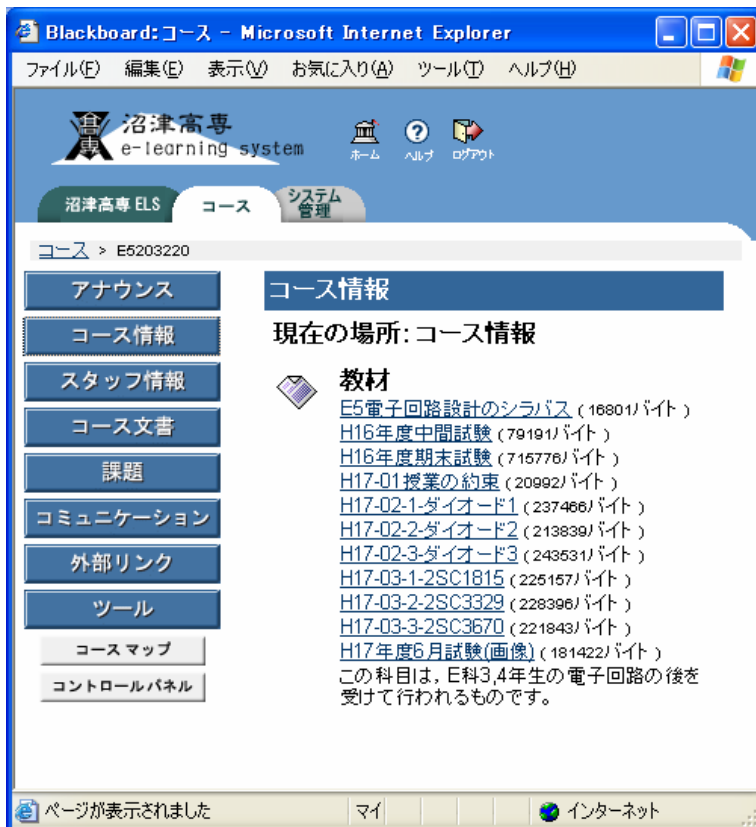 Blackboard:コース - Microsoft Internet Explorer
ファイル(F) 編集(E) 表示(V) お気に入り(A) ツール(T) ヘルプ(H)
沼津高専
e-learning system
ホーム ヘルプ ログアウト
沼津高専 ELS コース システム
管理
コース > E5203220
アナウンス
コース情報
スタッフ情報
コース文書
課題
コミュニケーション
外部リンク
ツール
コース マップ
コントロールパネル
コース情報
現在の場所: コース情報
教材
E5電子回路設計のシラバス ( 16801バイト )
H16年度中間試験 ( 79191バイト )
H16年度期末試験 ( 715776バイト )
H17-01授業の約束 ( 20992バイト )
H17-02-1-ダイオード1 ( 237466バイト )
H17-02-2-ダイオード2 ( 213839バイト )
H17-02-3-ダイオード3 ( 243531バイト )
H17-03-1-2SC1815 ( 225157バイト )
H17-03-2-2SC3329 ( 228396バイト )
H17-03-3-2SC3670 ( 221843バイト )
H17年度6月試験(画像) ( 181422バイト )
この科目は，E科3,4年生の電子回路の後を
受けて行われるものです。
ページが表示されました マイ インターネット